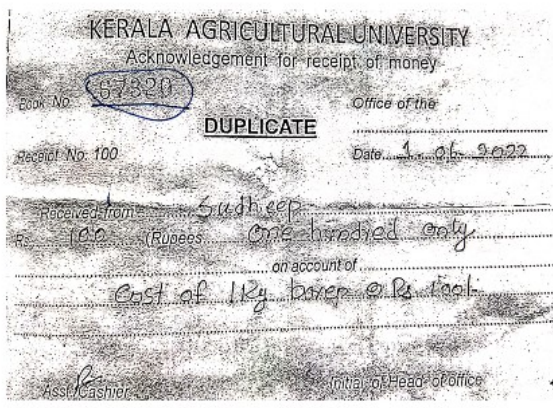 KERALA AGRICULTURAL UNIVERSITY
Acknowledgement for receipt of money
Book No 67320
Office of the
DUPLICATE
Receipt No. 100
Date 1-06-2022
Received from Sudheep
Rs. 100 (Rupees One hundred only
on account of
Cost of 1Kg @ Rs 100/-
Asst./Cashier
Initial of Head of office